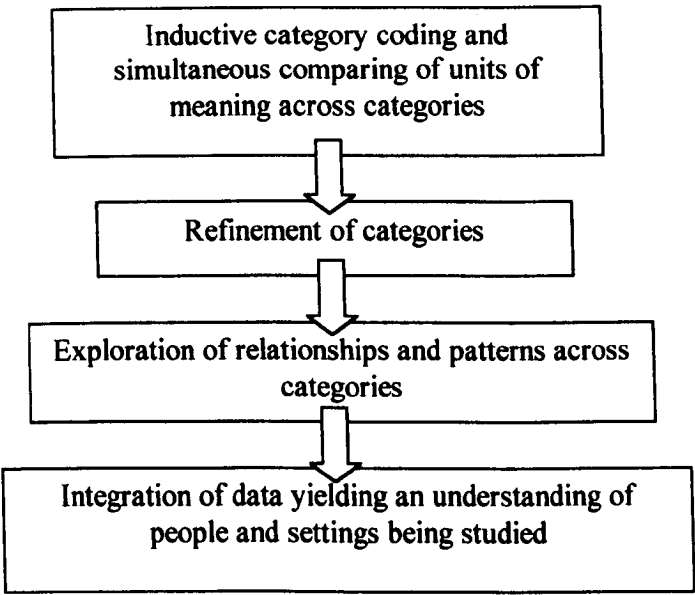 Inductive category coding and
simultaneous comparing of units of
meaning across categories
Refinement of categories
Exploration of relationships and patterns across
categories
Integration of data yielding an understanding of
people and settings being studied